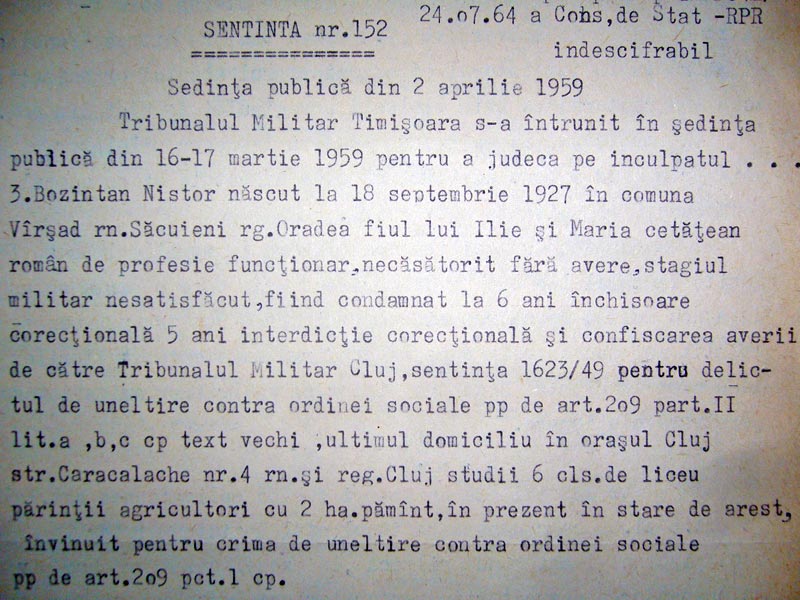 24.o7.64 a Cons,de Stat -RPR
SENTINTA nr.152
===============
indescifrabil
Sedinţa publică din 2 aprilie 1959
Tribunalul Militar Timişoara s-a întrunit în şedinţa
publică din 16-17 martie 1959 pentru a judeca pe inculpatul . . .
3.Bozintan Nistor născut la 18 septembrie 1927 în comuna
Vîrşad rn.Săcuieni rg.Oradea fiul lui Ilie şi Maria cetăţean
român de profesie funcţionar,necăsătorit fără avere,stagiul
militar nesatisfăcut,fiind condamnat la 6 ani închisoare
corecţională 5 ani interdicţie corecţională şi confiscarea averii
de către Tribunalul Militar Cluj,sentinţa 1623/49 pentru delic-
tul de uneltire contra ordinei sociale pp de art.2o9 part.II
lit.a ,b,c cp text vechi ,ultimul domiciliu în oraşul Cluj
str.Caracalache nr.4 rn.şi reg.Cluj studii 6 cls.de liceu
părinţii agricultori cu 2 ha.pămînt,în prezent în stare de arest,
învinuit pentru crima de uneltire contra ordinei sociale
pp de art.2o9 pct.l cp.